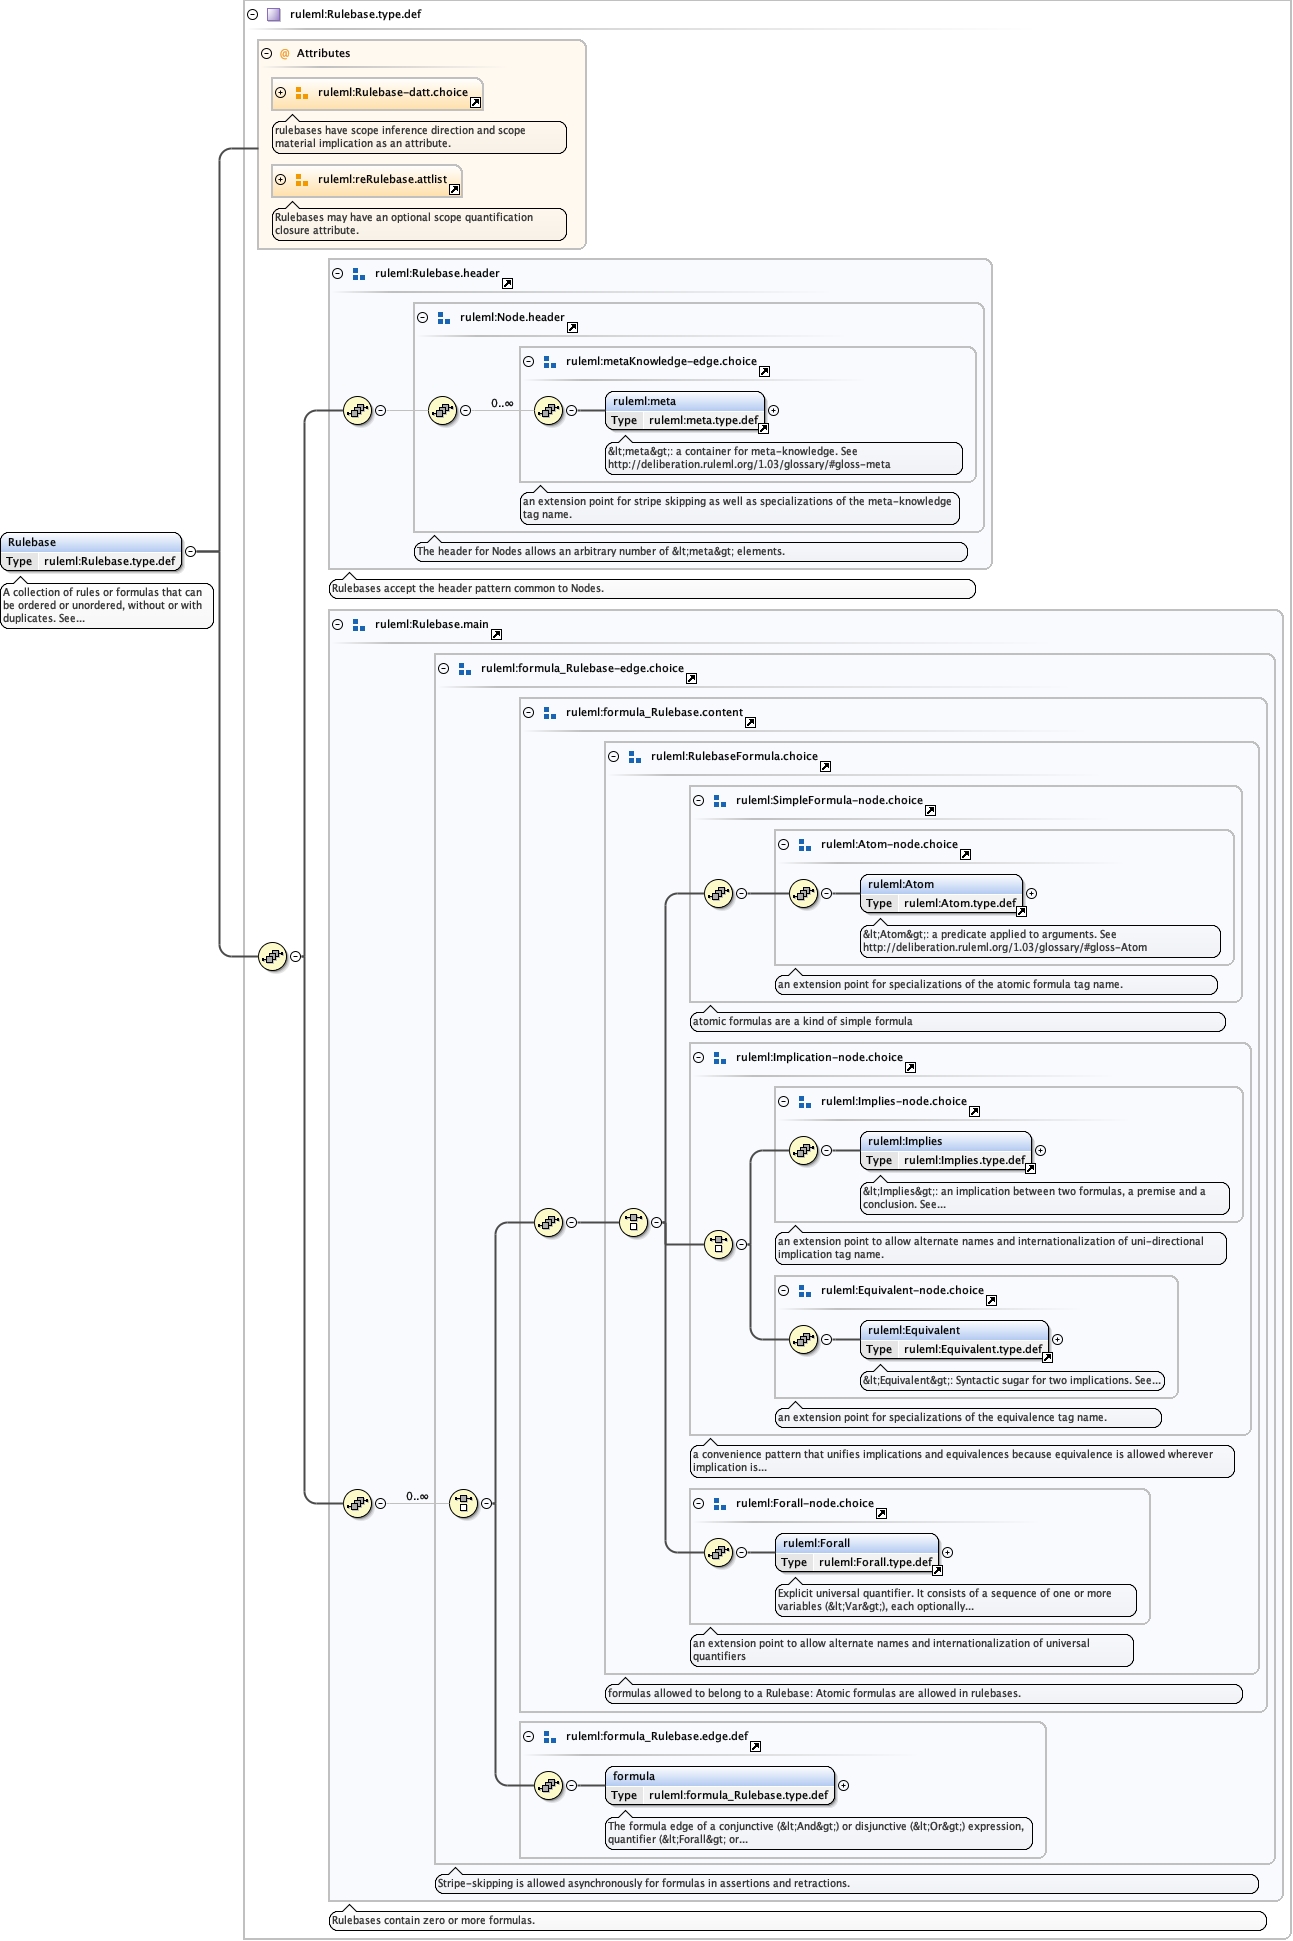 ruleml:Rulebase.type.def
@ Attributes
ruleml:Rulebase-datt.choice
rulebases have scope inference direction and scope
material implication as an attribute.
ruleml:reRulebase.attlist
Rulebases may have an optional scope quantification
closure attribute.
ruleml:Rulebase.header
ruleml:Node.header
ruleml:metaKnowledge-edge.choice
0..∞
ruleml:meta
Type ruleml:meta.type.def
&lt;meta&gt;: a container for meta-knowledge. See
http://deliberation.ruleml.org/1.03/glossary/#gloss-meta
an extension point for stripe skipping as well as specializations of the meta-knowledge
tag name.
The header for Nodes allows an arbitrary number of &lt;meta&gt; elements.
Rulebases accept the header pattern common to Nodes.
Rulebase
Type ruleml:Rulebase.type.def
A collection of rules or formulas that can
be ordered or unordered, without or with
duplicates. See...
ruleml:Rulebase.main
ruleml:formula_Rulebase-edge.choice
ruleml:formula_Rulebase.content
ruleml:RulebaseFormula.choice
ruleml:SimpleFormula-node.choice
ruleml:Atom-node.choice
ruleml:Atom
Type ruleml:Atom.type.def
&lt;Atom&gt;: a predicate applied to arguments. See
http://deliberation.ruleml.org/1.03/glossary/#gloss-Atom
an extension point for specializations of the atomic formula tag name.
atomic formulas are a kind of simple formula
ruleml:Implication-node.choice
ruleml:Implies-node.choice
ruleml:Implies
Type ruleml:Implies.type.def
&lt;Implies&gt;: an implication between two formulas, a premise and a
conclusion. See...
an extension point to allow alternate names and internationalization of uni-directional
implication tag name.
ruleml:Equivalent-node.choice
ruleml:Equivalent
Type ruleml:Equivalent.type.def
&lt;Equivalent&gt;: Syntactic sugar for two implications. See...
an extension point for specializations of the equivalence tag name.
a convenience pattern that unifies implications and equivalences because equivalence is allowed wherever
implication is...
0..∞
ruleml:Forall-node.choice
ruleml:Forall
Type ruleml:Forall.type.def
Explicit universal quantifier. It consists of a sequence of one or more
variables (&lt;Var&gt;), each optionally...
an extension point to allow alternate names and internationalization of universal
quantifiers
formulas allowed to belong to a Rulebase: Atomic formulas are allowed in rulebases.
ruleml:formula_Rulebase.edge.def
formula
Type ruleml:formula_Rulebase.type.def
The formula edge of a conjunctive (&lt;And&gt;) or disjunctive (&lt;Or&gt;) expression,
quantifier (&lt;Forall&gt; or...
Stripe-skipping is allowed asynchronously for formulas in assertions and retractions.
Rulebases contain zero or more formulas.